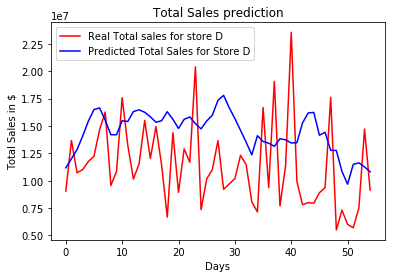 Total Sales prediction
1e7
Real Total sales for store D
Predicted Total Sales for Store D
Total Sales in $
2.25
2.00
1.75
1.50
1.25
1.00
0.75
0.50
0
10
20
30
40
50
Days